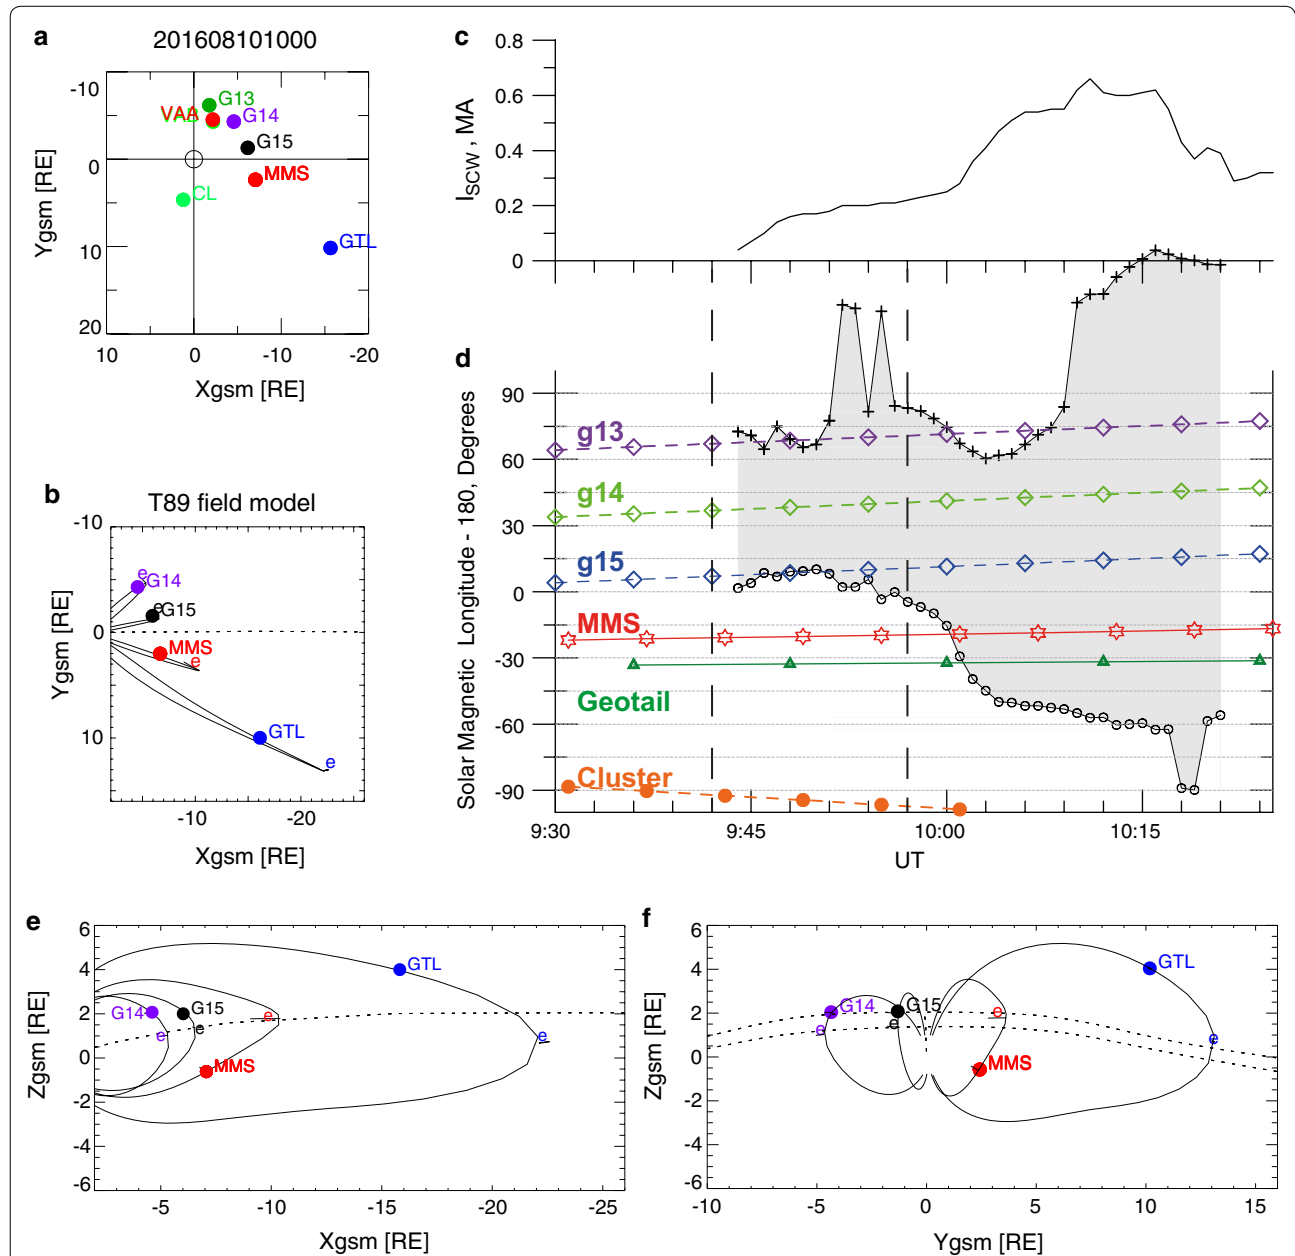 a
201608101000
-10
0
10
20
Ygsm [RE]
10
0
-10
-20
Xgsm [RE]
G13
VAA
G14
G15
MMS
CL
GTL
b
T89 field model
-10
0
10
Ygsm [RE]
-10
-20
Xgsm [RE]
e
G14
e
G15
MMS
e
GTL
e
c
0.8
0.6
0.4
0.2
0
ISCW, MA
d
90
60
30
0
-30
-60
-90
Solar Magnetic Longitude - 180, Degrees
g13
g14
g15
MMS
Geotail
Cluster
9:30
9:45
10:00
10:15
UT
e
6
4
2
0
-2
-4
-6
Zgsm [RE]
-5
-10
-15
-20
-25
Xgsm [RE]
GTL
G14
G15
e
e
e
MMS
e
f
6
4
2
0
-2
-4
-6
Zgsm [RE]
-10
-5
0
5
10
15
Ygsm [RE]
GTL
G14
G15
e
e
e
MMS
e